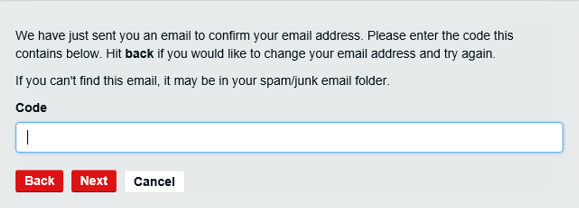 We have just sent you an email to confirm your email address. Please enter the code this
contains below. Hit back if you would like to change your email address and try again.
If you can't find this email, it may be in your spam/junk email folder.
Code
Back Next Cancel